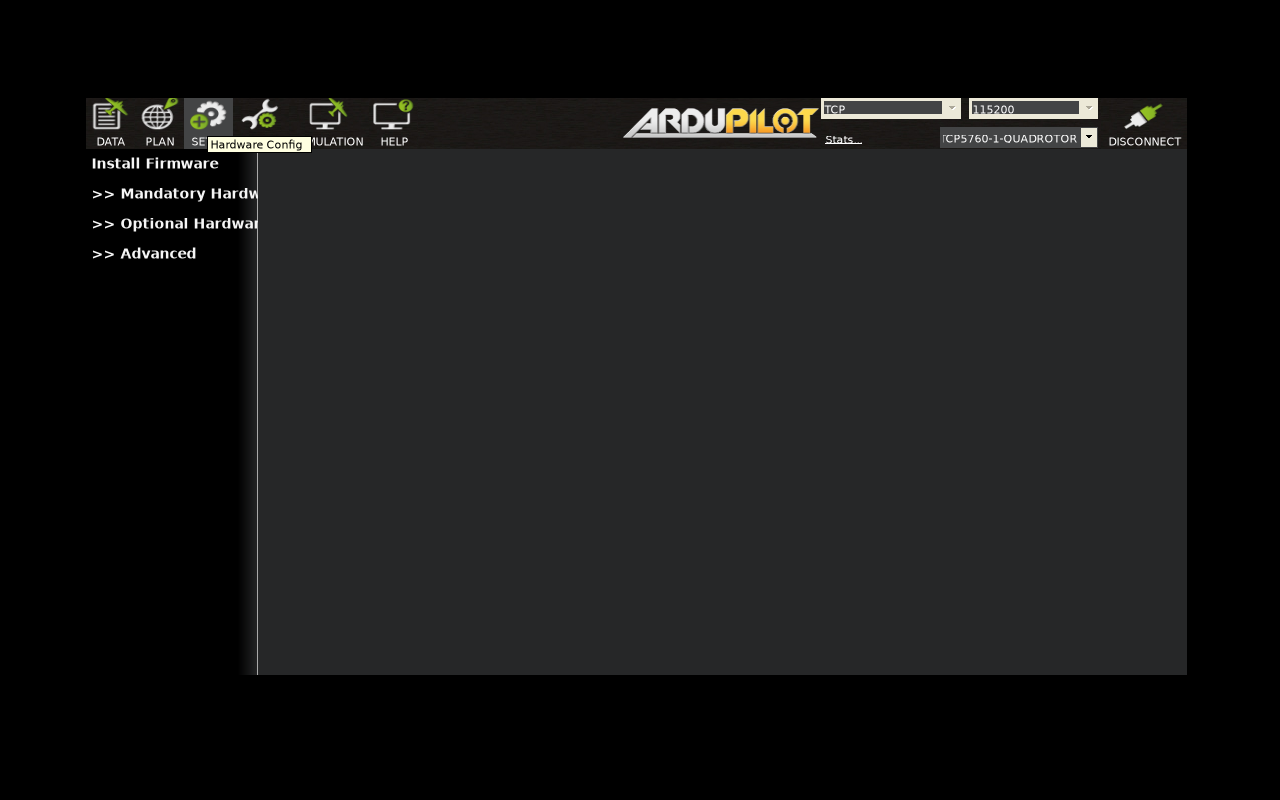 DATA PLAN SE MULATION HELP
Hardware Config
ARDUPILOT
TCP 115200
Stats... TCP5760-1-QUADROTOR DISCONNECT
Install Firmware
>> Mandatory Hardw
>> Optional Hardwar
>> Advanced